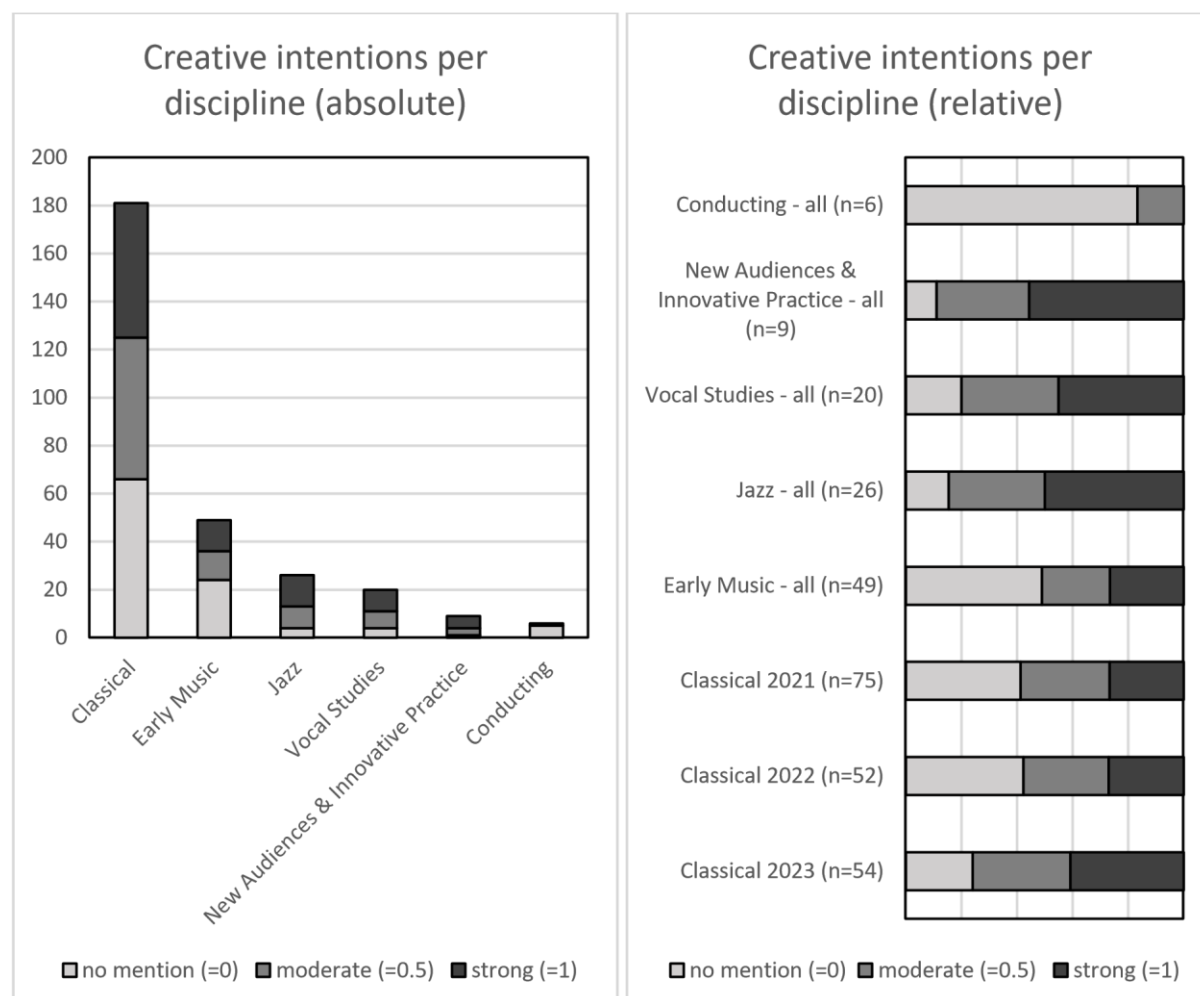 Creative intentions per
discipline (absolute)
200
180
160
140
120
100
80
60
40
20
0
Classical
Early Music
Jazz
Vocal Studies
New Audiences & Innovative Practice
Conducting
no mention (=0) moderate (=0.5) strong (=1)
Creative intentions per
discipline (relative)
Conducting - all (n=6)
New Audiences &
Innovative Practice - all
(n=9)
Vocal Studies - all (n=20)
Jazz - all (n=26)
Early Music - all (n=49)
Classical 2021 (n=75)
Classical 2022 (n=52)
Classical 2023 (n=54)
no mention (=0) moderate (=0.5) strong (=1)